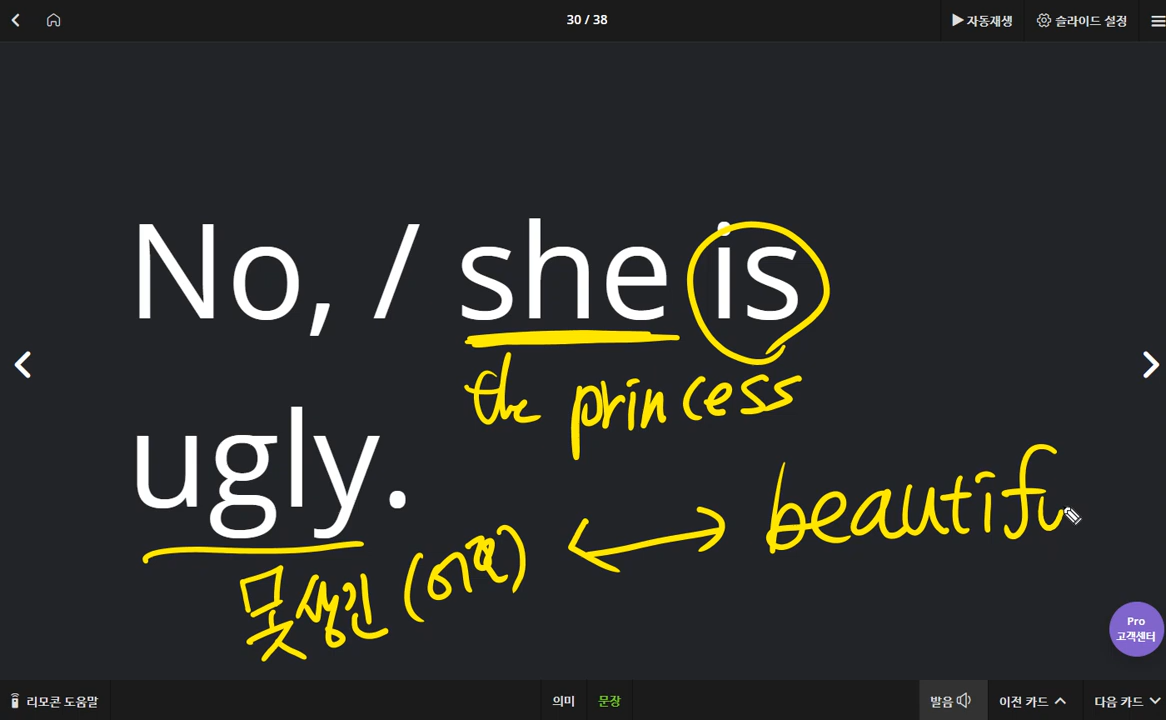 30 / 38
자동재생
슬라이드 설정
No, / she is
the princess
ugly.
못생긴 (외모) beautifu
Pro
고객센터
리모콘 도움말
의미
문장
발음
이전 카드
다음 카드